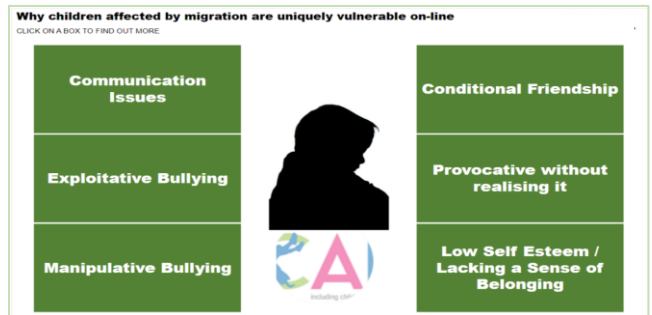 Why children affected by migration are uniquely vulnerable on-line
CLICK ON A BOX TO FIND OUT MORE
Communication
Issues
Exploitative Bullying
Manipulative Bullying
Conditional Friendship
Provocative without
realising it
Low Self Esteem /
Lacking a Sense of
Belonging
CA
including